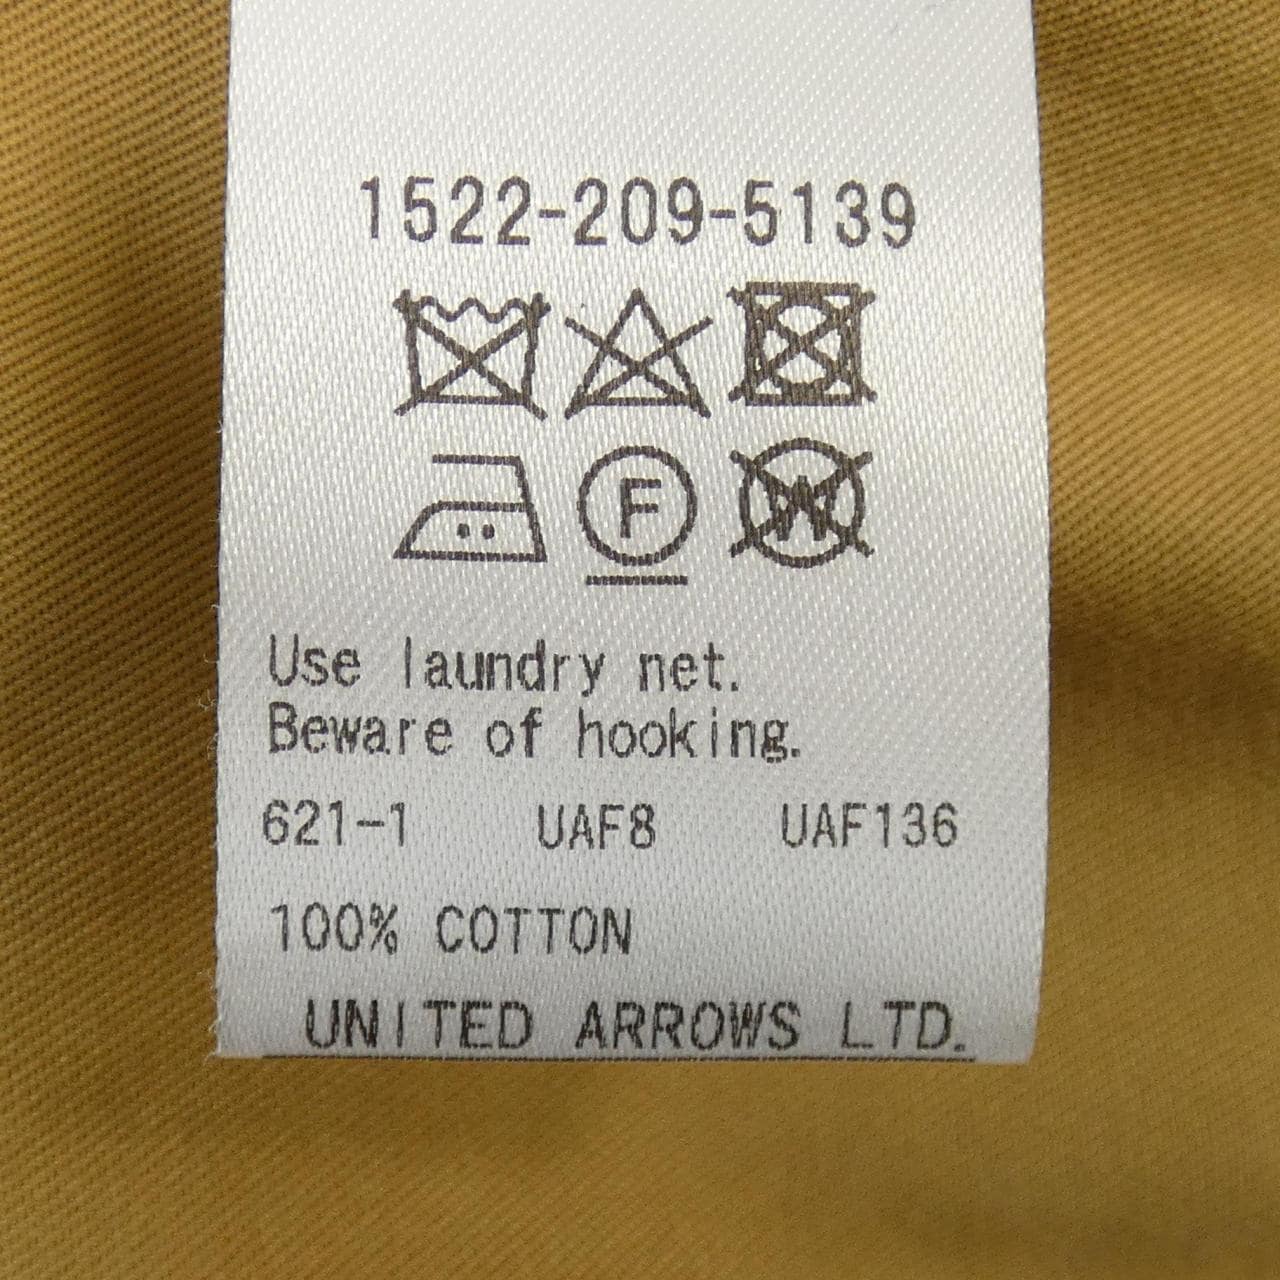 1522-209-5139
F W
Use laundry net.
Beware of hooking.
621-1 UAF8 UAF136
100% COTTON
UNITED ARROWS LTD.